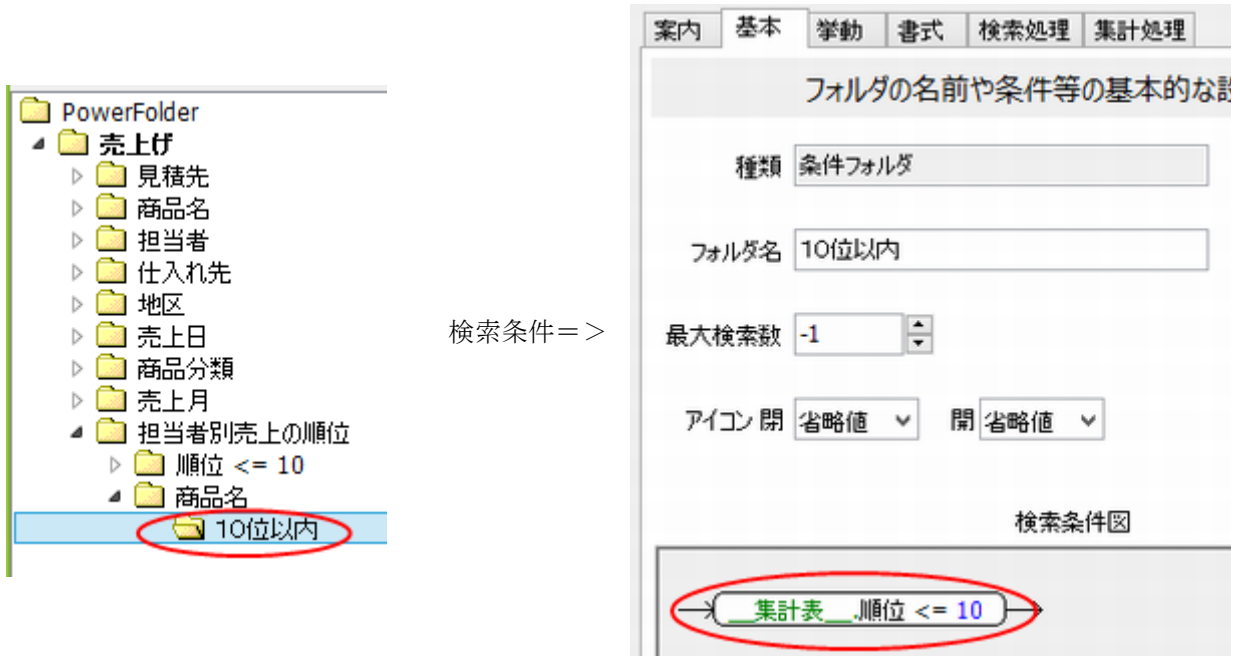 PowerFolder
売上げ
見積先
商品名
担当者
仕入れ先
地区
売上日
商品分類
売上月
担当者別売上の順位
順位 <= 10
商品名
10位以内
検索条件=>
案内 基本 挙動 書式 検索処理 集計処理
フォルダの名前や条件等の基本的な
種類 条件フォルダ
フォルダ名 10位以内
最大検索数 -1
アイコン 閉 省略値 開 省略値
検索条件図
__集計表__.順位 <= 10